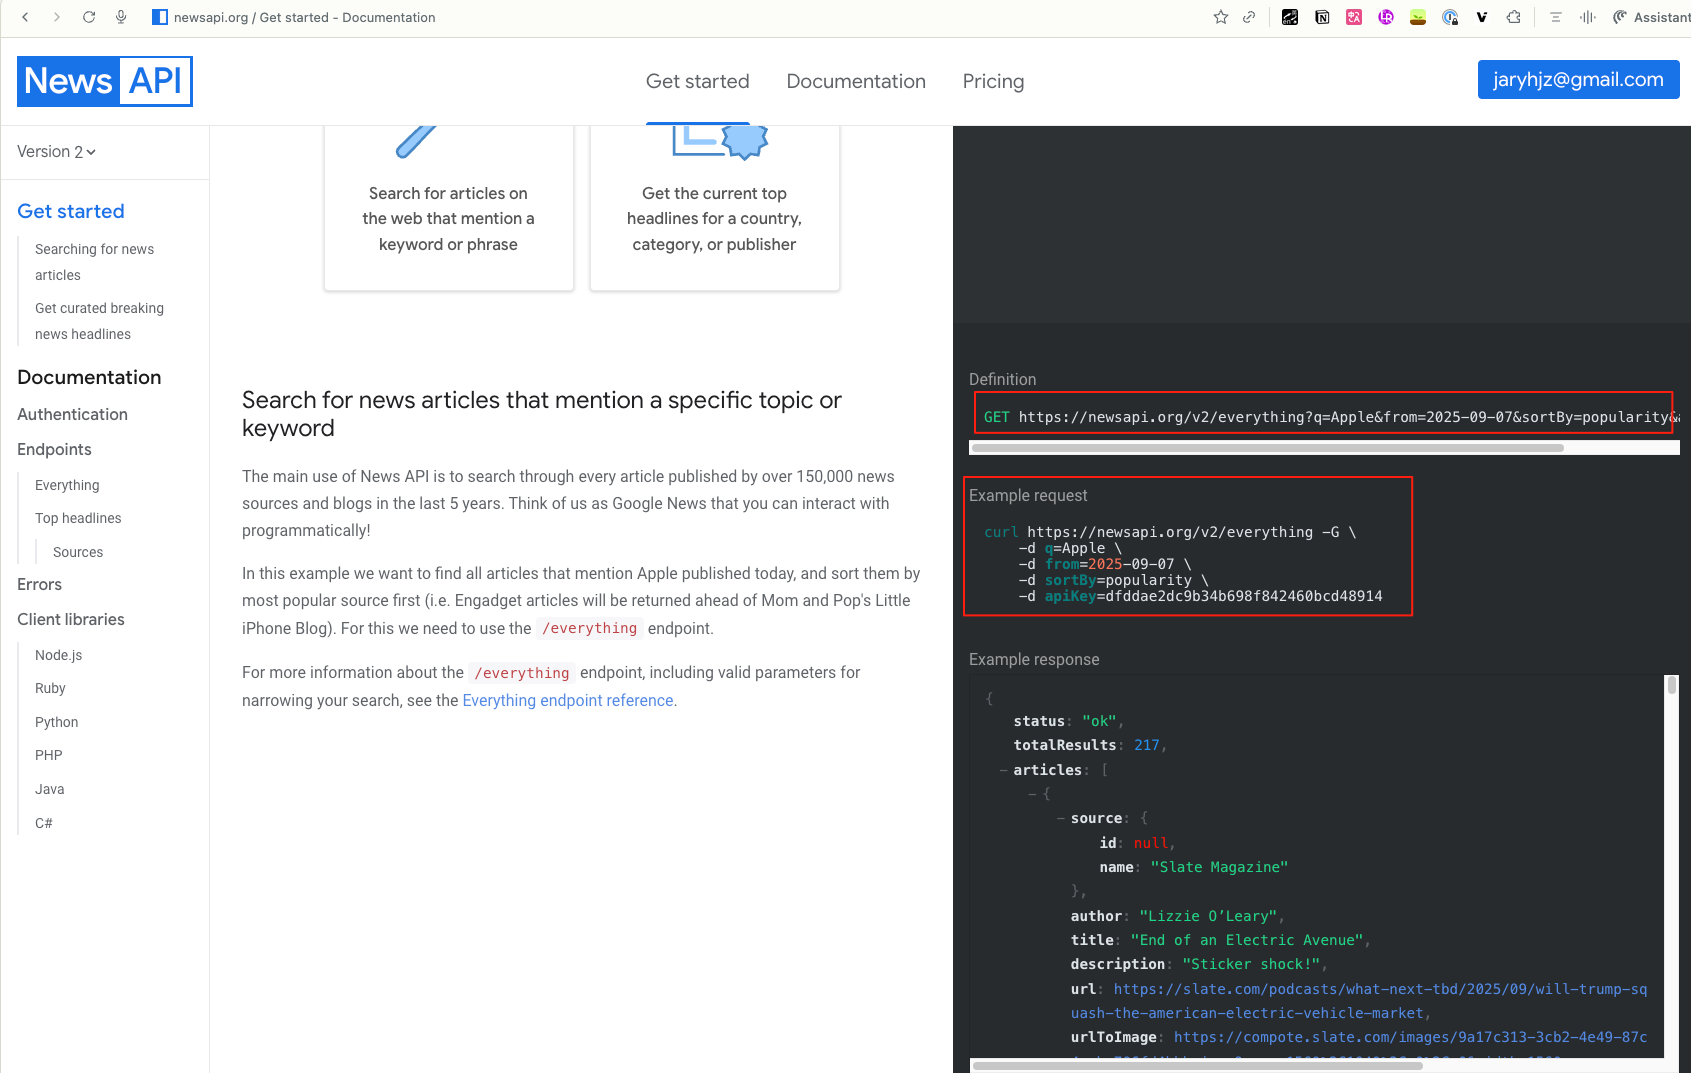 newsapi.org / Get started - Documentation
Assistant
News API
Get started
Documentation
Pricing
jaryhjz@gmail.com
Version 2
Get started
Searching for news
articles
Get curated breaking
news headlines
Documentation
Authentication
Endpoints
Everything
Top headlines
Sources
Errors
Client libraries
Node.js
Ruby
Python
PHP
Java
C#
Search for articles on
the web that mention a
keyword or phrase
Get the current top
headlines for a country,
category, or publisher
Search for news articles that mention a specific topic or
keyword
The main use of News API is to search through every article published by over 150,000 news
sources and blogs in the last 5 years. Think of us as Google News that you can interact with
programmatically!
In this example we want to find all articles that mention Apple published today, and sort them by
most popular source first (i.e. Engadget articles will be returned ahead of Mom and Pop's Little
iPhone Blog). For this we need to use the /everything endpoint.
For more information about the /everything endpoint, including valid parameters for
narrowing your search, see the Everything endpoint reference.
Definition
GET https://newsapi.org/v2/everything?q=Apple&from=2025-09-07&sortBy=popularity&
Example request
curl https://newsapi.org/v2/everything -G \
-d q=Apple \
-d from=2025-09-07 \
-d sortBy=popularity \
-d apiKey=dfddae2dc9b34b698f842460bcd48914
Example response
{
status: "ok",
totalResults: 217,
– articles: [
– {
– source: {
id: null,
name: "Slate Magazine"
},
author: "Lizzie O’Leary",
title: "End of an Electric Avenue",
description: "Sticker shock!",
url: https://slate.com/podcasts/what-next-tbd/2025/09/will-trump-sq
uash-the-american-electric-vehicle-market,
urlToImage: https://compote.slate.com/images/9a17c313-3cb2-4e49-87c